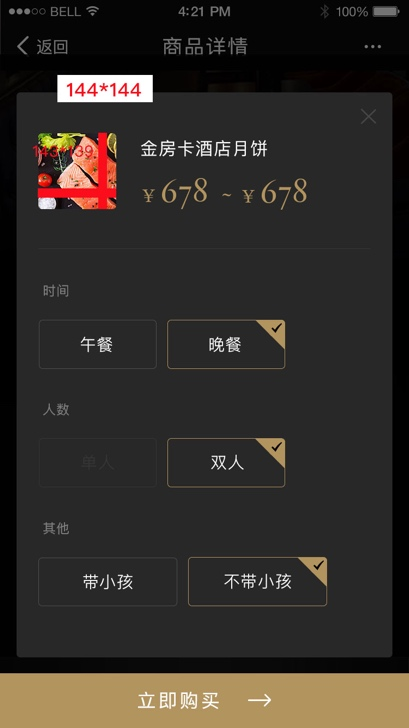 BELL 4:21 PM 100%
返回 商品详情 ...
144*144
143*139
金房卡酒店月饼
¥ 678 ~ ¥ 678
时间
午餐 晚餐
人数
单人 双人
其他
带小孩 不带小孩
立即购买 →